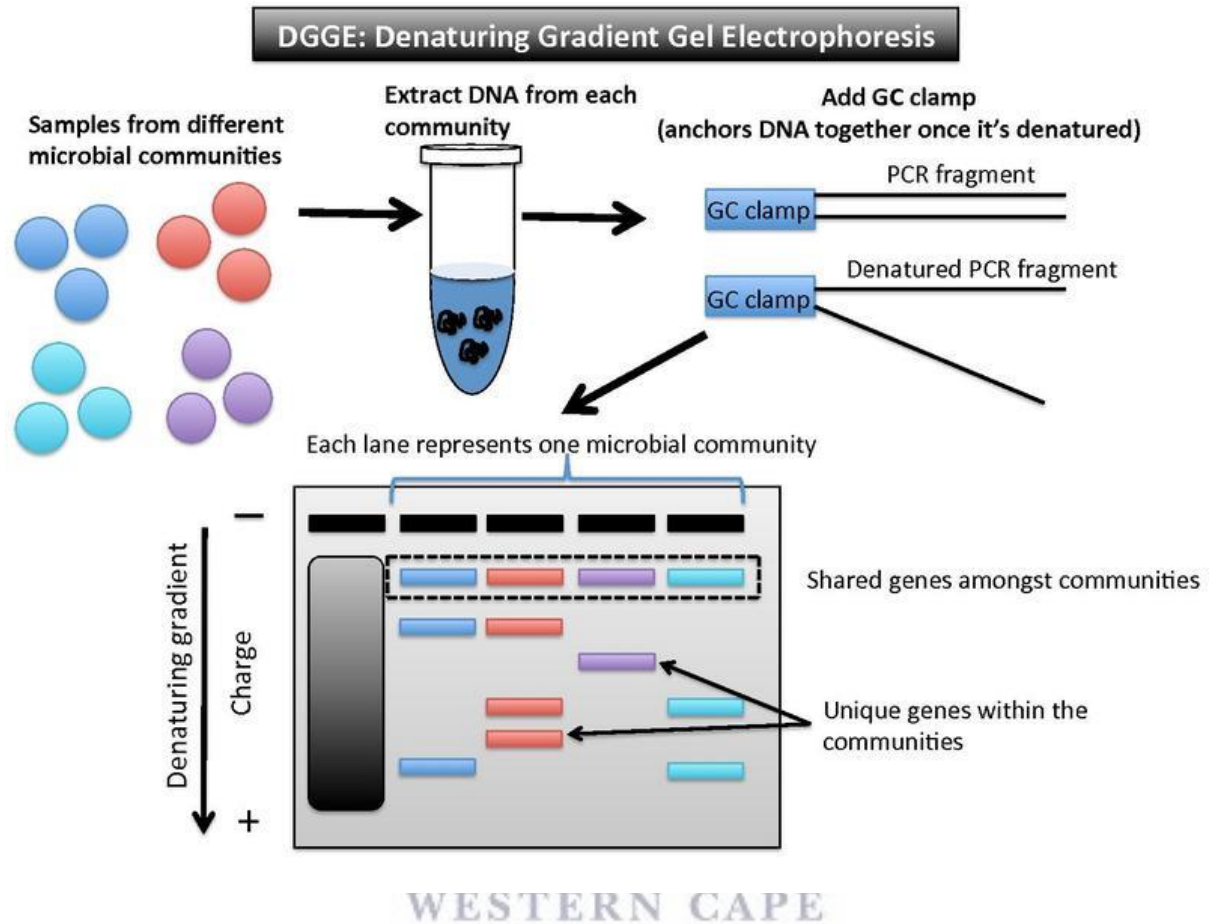 DGGE: Denaturing Gradient Gel Electrophoresis
Samples from different
microbial communities
Extract DNA from each
community
Add GC clamp
(anchors DNA together once it's denatured)
PCR fragment
GC clamp
Denatured PCR fragment
GC clamp
Each lane represents one microbial community
−
Denaturing gradient
Charge
+
Shared genes amongst communities
Unique genes within the
communities
WESTERN CAPE